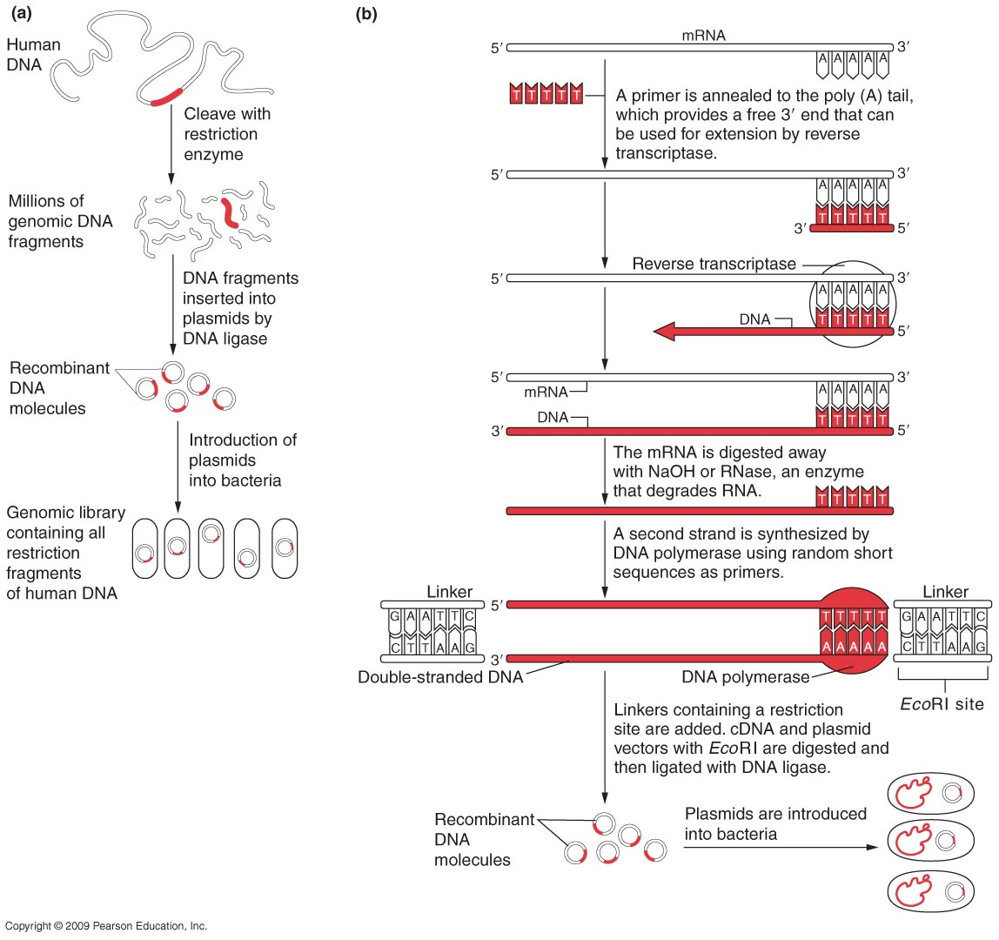 (a)
Human
DNA
Cleave with
restriction
enzyme
Millions of
genomic DNA
fragments
DNA fragments
inserted into
plasmids by
DNA ligase
Recombinant
DNA
molecules
Introduction of
plasmids
into bacteria
Genomic library
containing all
restriction
fragments
of human DNA
(b)
mRNA
5′ 3′
A A A A A
T T T T T
A primer is annealed to the poly (A) tail,
which provides a free 3′ end that can
be used for extension by reverse
transcriptase.
5′ 3′
A A A A A
T T T T T
3′ 5′
Reverse transcriptase
5′ 3′
A A A A A
DNA
T T T T T
5′
5′ 3′
mRNA
A A A A A
DNA
T T T T T
3′ 5′
The mRNA is digested away
with NaOH or RNase, an enzyme
that degrades RNA.
T T T T T
A second strand is synthesized by
DNA polymerase using random short
sequences as primers.
Linker Linker
5′
G A A T T C T T T T T G A A T T C
C T T A A G A A A A A C T T A A G
3′
Double-stranded DNA DNA polymerase
EcoRI site
Linkers containing a restriction
site are added. cDNA and plasmid
vectors with EcoRI are digested and
then ligated with DNA ligase.
Recombinant
DNA
molecules
Plasmids are introduced
into bacteria
Copyright © 2009 Pearson Education, Inc.